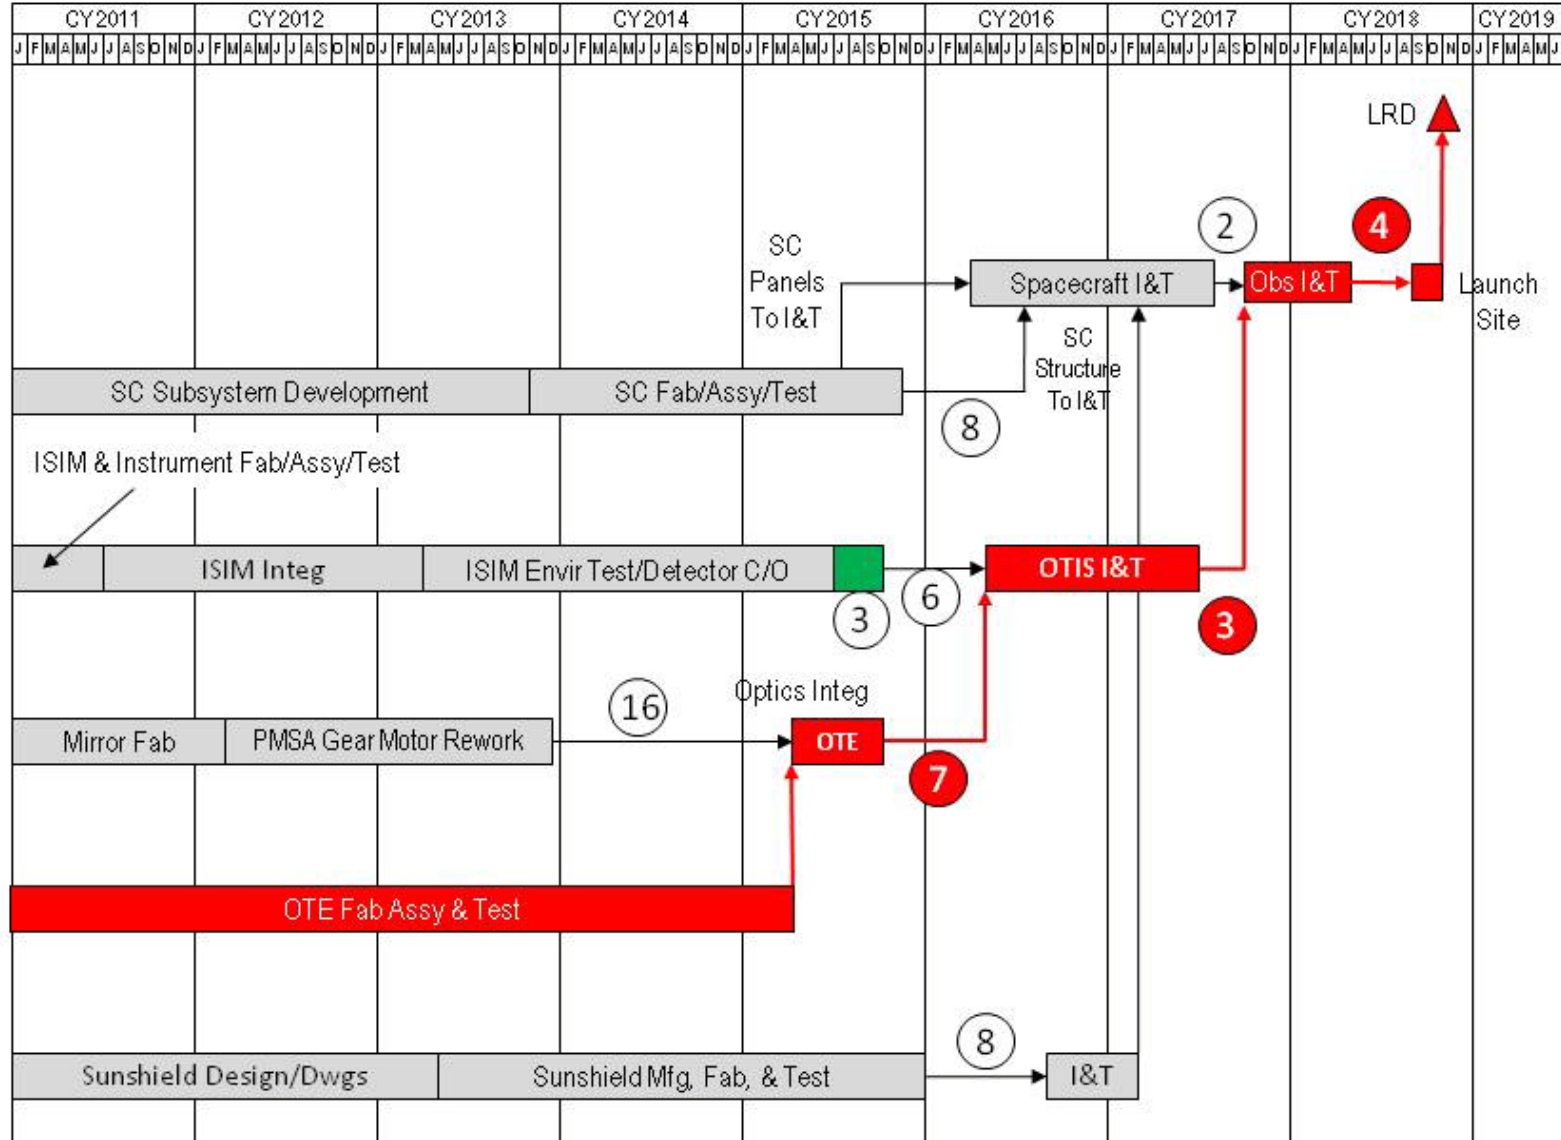 CY2011 CY2012 CY2013 CY2014 CY2015 CY2016 CY2017 CY2018 CY2019
J F M A M J J A S O N D J F M A M J J A S O N D J F M A M J J A S O N D J F M A M J J A S O N D J F M A M J J A S O N D J F M A M J J A S O N D J F M A M J J A S O N D J F M A M J J A S O N D J F M A M J
LRD
2
4
SC
Panels
To I&T
Spacecraft I&T
Obs I&T
Launch
Site
SC
Structure
To I&T
SC Subsystem Development
SC Fab/Assy/Test
8
ISIM & Instrument Fab/Assy/Test
ISIM Integ
ISIM Envir Test/Detector C/O
3
6
OTIS I&T
3
Optics Integ
16
Mirror Fab
PMSA Gear Motor Rework
OTE
7
OTE Fab Assy & Test
8
Sunshield Design/Dwgs
Sunshield Mfg, Fab, & Test
I&T